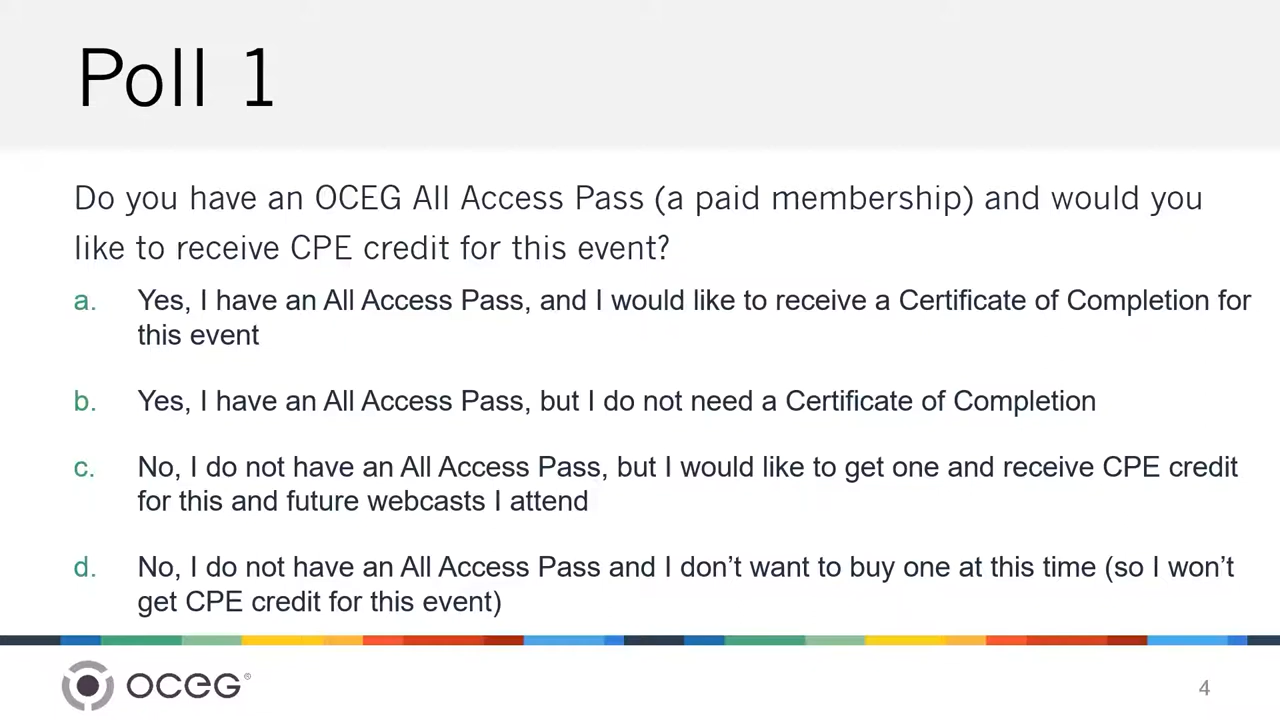 Poll 1
Do you have an OCEG All Access Pass (a paid membership) and would you
like to receive CPE credit for this event?
a. Yes, I have an All Access Pass, and I would like to receive a Certificate of Completion for
this event
b. Yes, I have an All Access Pass, but I do not need a Certificate of Completion
c. No, I do not have an All Access Pass, but I would like to get one and receive CPE credit
for this and future webcasts I attend
d. No, I do not have an All Access Pass and I don’t want to buy one at this time (so I won’t
get CPE credit for this event)
OCEG®
4